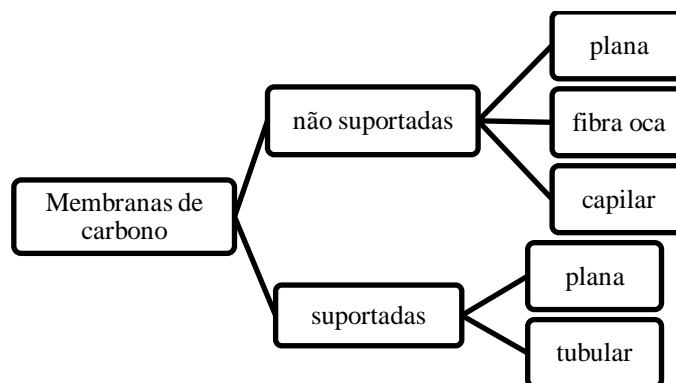 Membranas de
carbono
não suportadas
plana
fibra oca
capilar
suportadas
plana
tubular